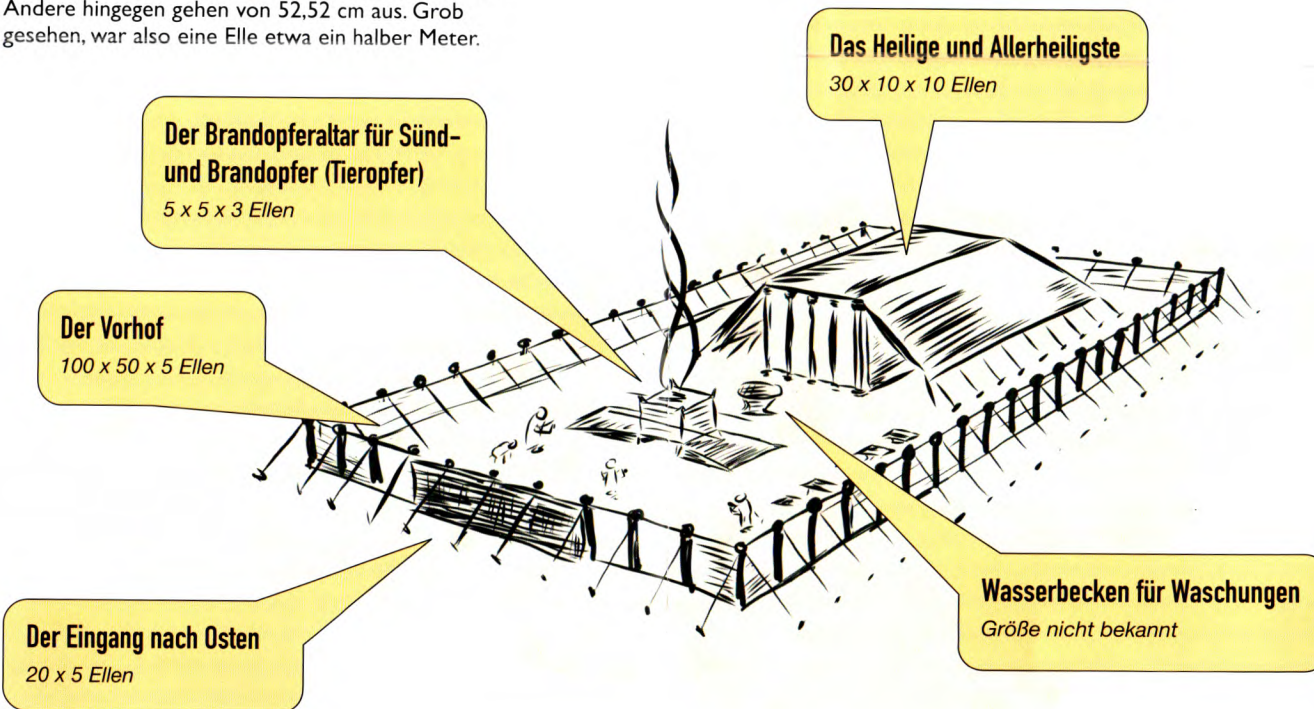 Andere hingegen gehen von 52,52 cm aus. Grob
gesehen, war also eine Elle etwa ein halber Meter.
Das Heilige und Allerheiligste
30 x 10 x 10 Ellen
Der Brandopferaltar für Sünd-
und Brandopfer (Tieropfer)
5 x 5 x 3 Ellen
Der Vorhof
100 x 50 x 5 Ellen
Wasserbecken für Waschungen
Größe nicht bekannt
Der Eingang nach Osten
20 x 5 Ellen